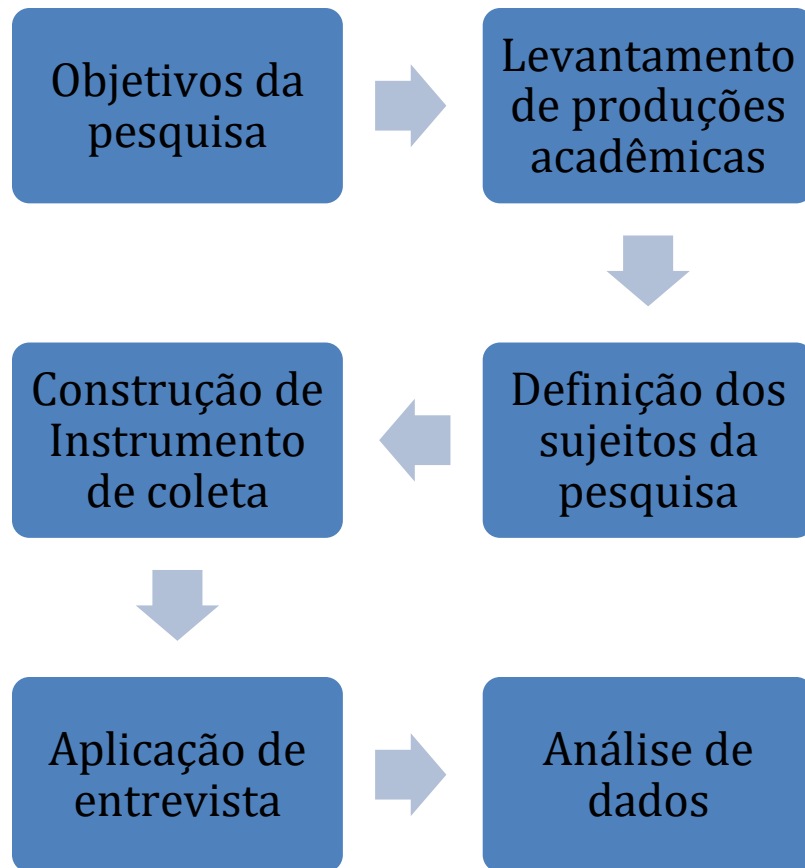 Objetivos da
pesquisa
Levantamento
de produções
acadêmicas
Definição dos
sujeitos da
pesquisa
Construção de
Instrumento
de coleta
Aplicação de
entrevista
Análise de
dados